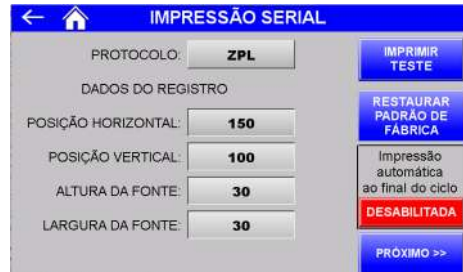 IMPRESSÃO SERIAL
PROTOCOLO: ZPL
DADOS DO REGISTRO
POSIÇÃO HORIZONTAL: 150
POSIÇÃO VERTICAL: 100
ALTURA DA FONTE: 30
LARGURA DA FONTE: 30
IMPRIMIR
TESTE
RESTAURAR
PADRÃO DE
FÁBRICA
Impressão
automática
ao final do ciclo
DESABILITADA
PRÓXIMO >>